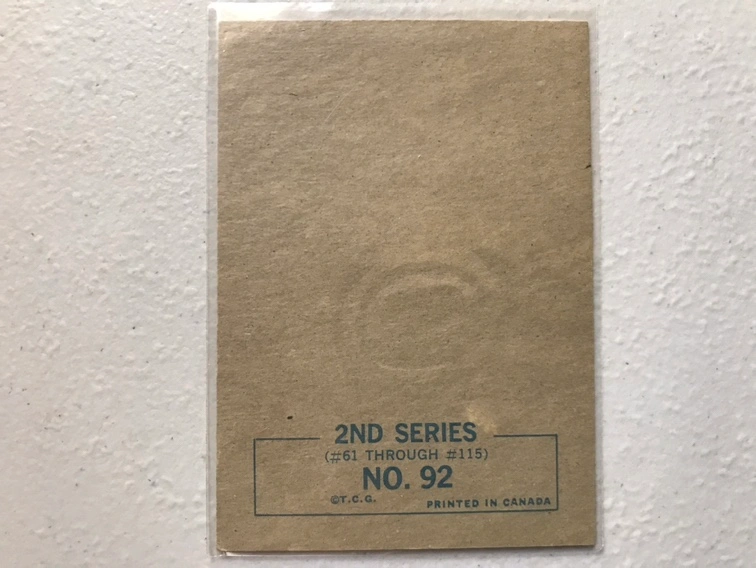 2ND SERIES
(#61 THROUGH #115)
NO. 92
©T.C.G. PRINTED IN CANADA